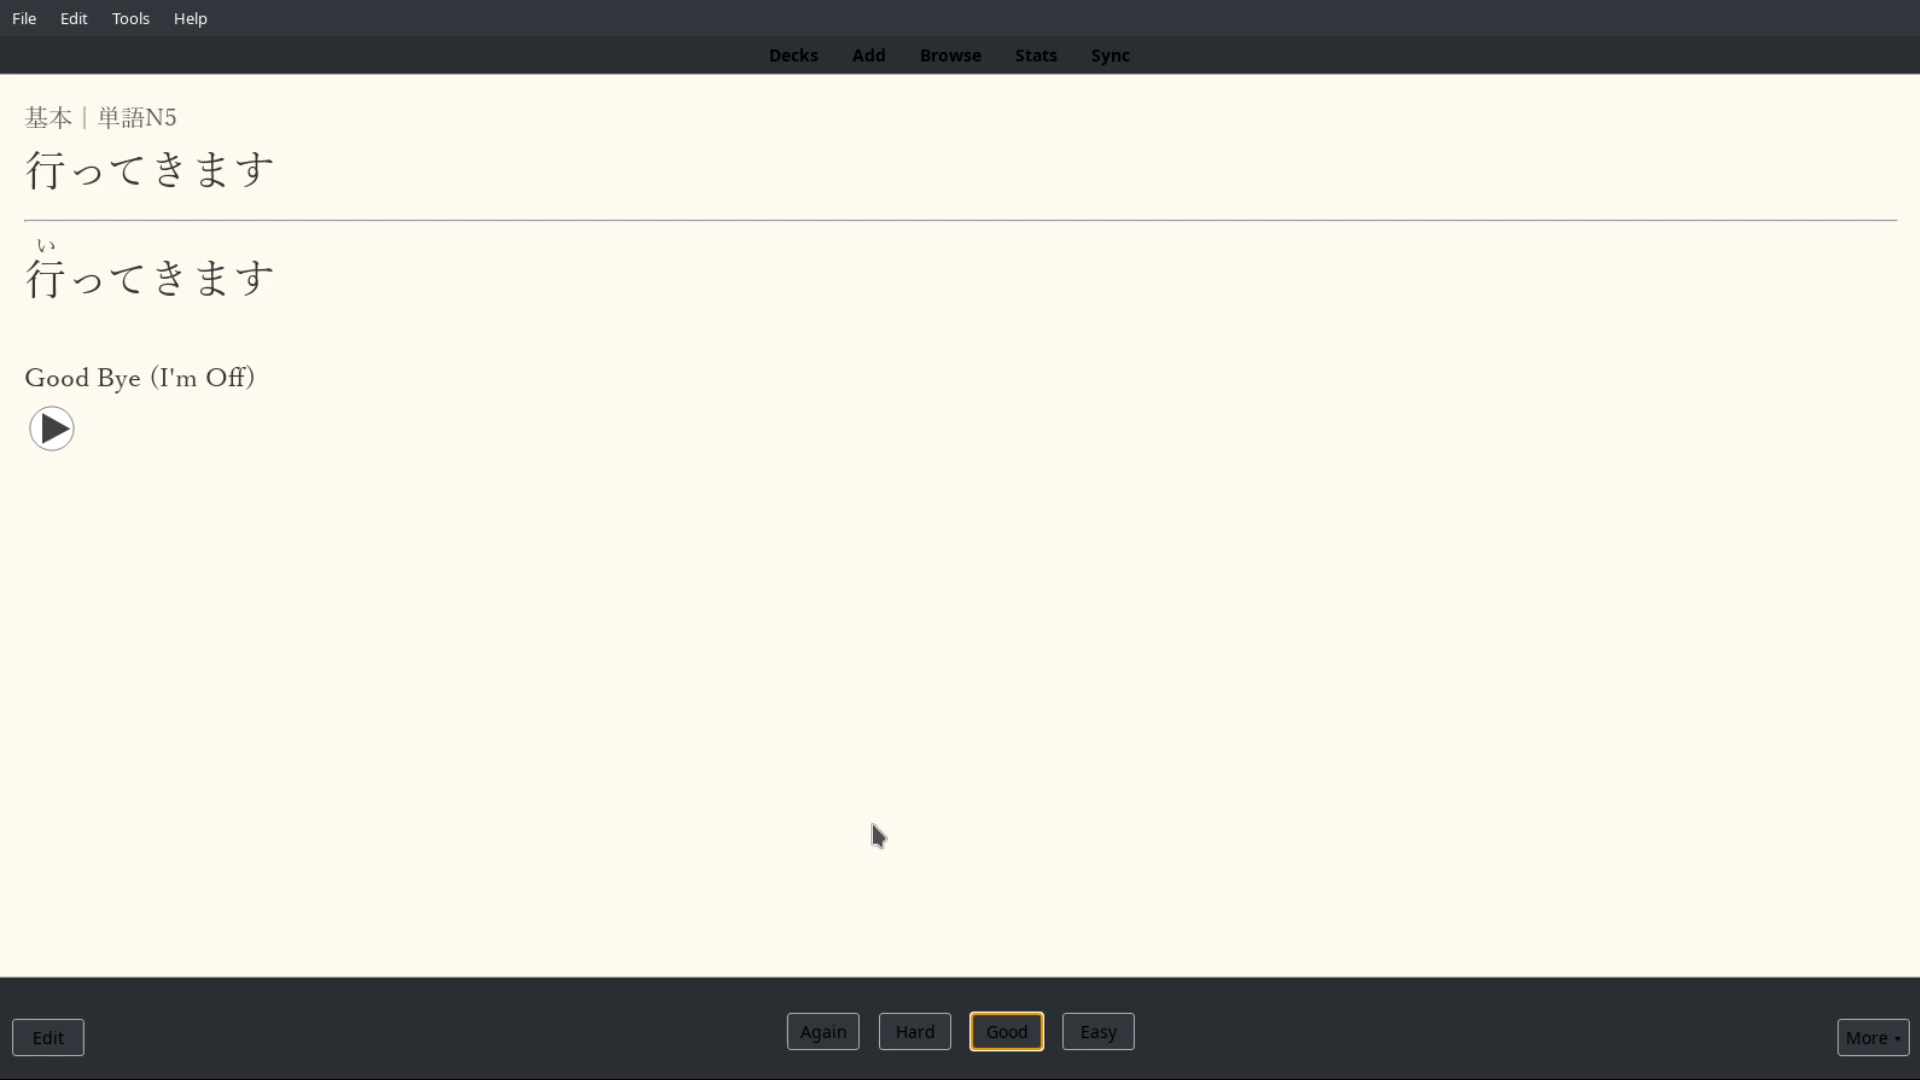 File Edit Tools Help
Decks Add Browse Stats Sync
基本｜単語N5
行ってきます
い
行ってきます
Good Bye (I'm Off)
Edit Again Hard Good Easy More